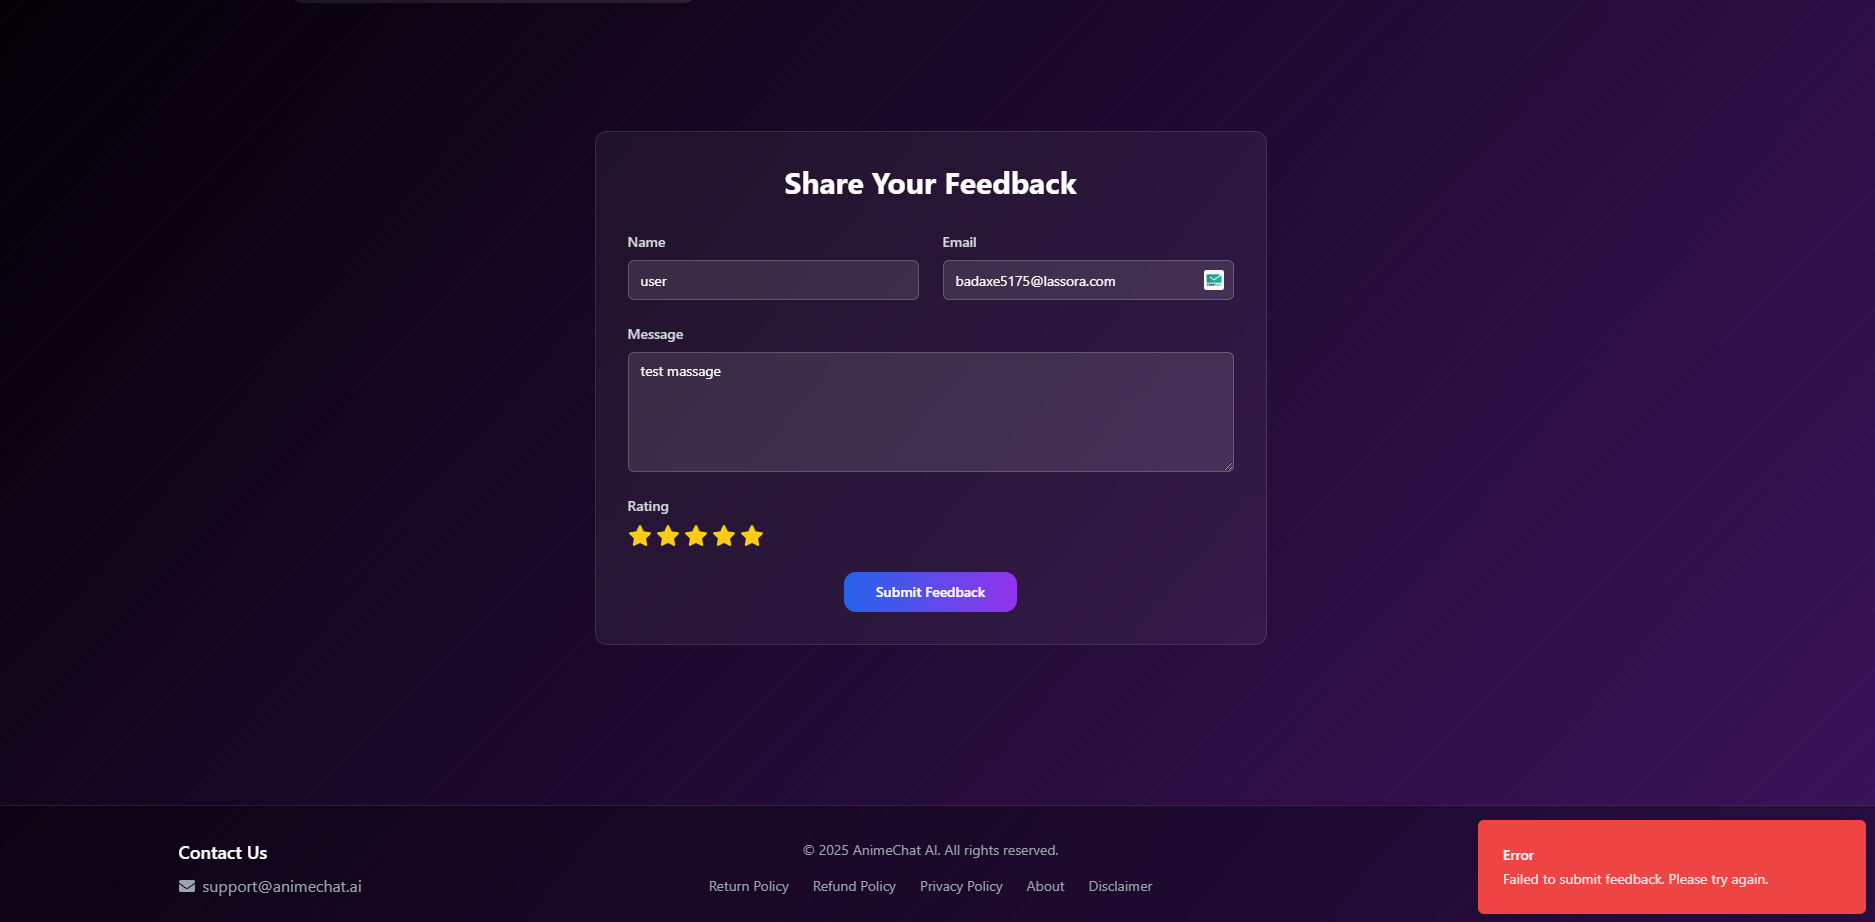 Share Your Feedback
Name
Email
user
badaxe5175@lassora.com
Message
test massage
Rating
Submit Feedback
Contact Us
support@animechat.ai
© 2025 AnimeChat AI. All rights reserved.
Return Policy Refund Policy Privacy Policy About Disclaimer
Error
Failed to submit feedback. Please try again.